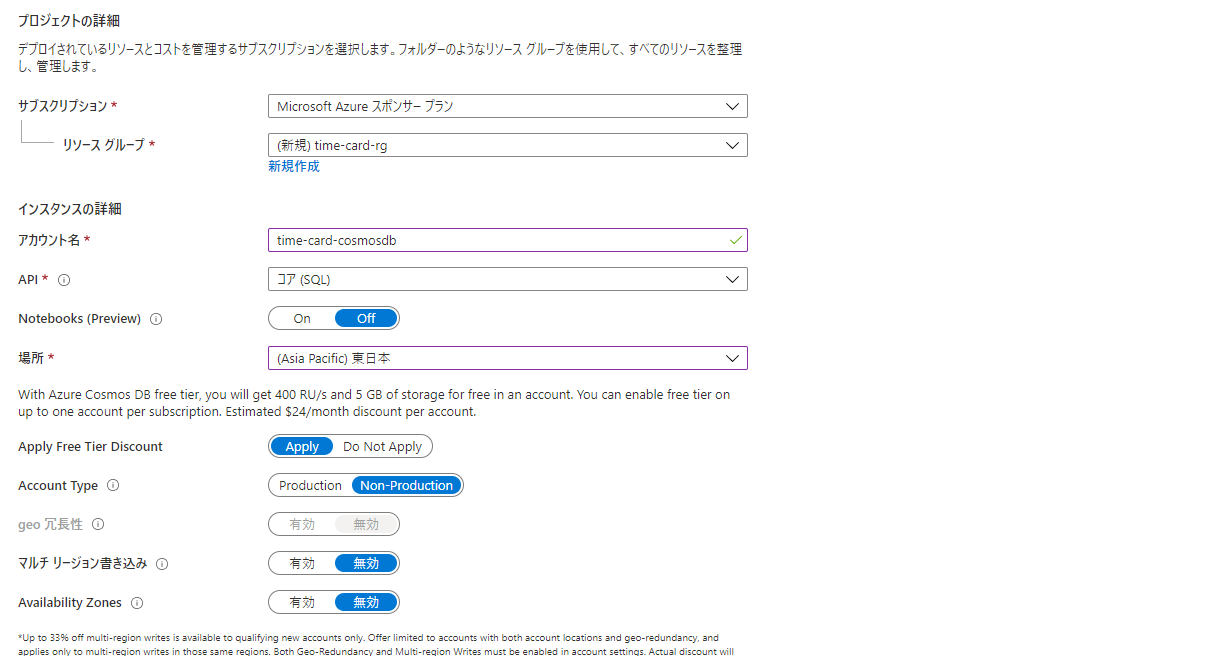 プロジェクトの詳細
デプロイされているリソースとコストを管理するサブスクリプションを選択します。フォルダーのようなリソース グループを使用して、すべてのリソースを整理
し、管理します。
サブスクリプション *
Microsoft Azure スポンサー プラン
リソース グループ *
(新規) time-card-rg
新規作成
インスタンスの詳細
アカウント名 *
time-card-cosmosdb
API *
コア (SQL)
Notebooks (Preview)
On Off
場所 *
(Asia Pacific) 東日本
With Azure Cosmos DB free tier, you will get 400 RU/s and 5 GB of storage for free in an account. You can enable free tier on
up to one account per subscription. Estimated $24/month discount per account.
Apply Free Tier Discount
Apply Do Not Apply
Account Type
Production Non-Production
geo 冗長性
有効 無効
マルチ リージョン書き込み
有効 無効
Availability Zones
有効 無効
*Up to 33% off multi-region writes is available to qualifying new accounts only. Offer limited to accounts with both account locations and geo-redundancy, and
applies only to multi-region writes in those same regions. Both Geo-Redundancy and Multi-region Writes must be enabled in account settings. Actual discount will